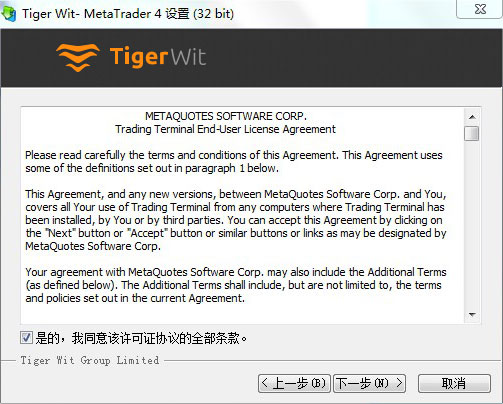 Tiger Wit- MetaTrader 4 设置 (32 bit)
TigerWit
METAQUOTES SOFTWARE CORP.
Trading Terminal End-User License Agreement
Please read carefully the terms and conditions of this Agreement. This Agreement uses
some of the definitions set out in paragraph 1 below.
This Agreement, and any new versions, between MetaQuotes Software Corp. and You,
covers all Your use of Trading Terminal from any computers where Trading Terminal has
been installed, by You or by third parties. You can accept this Agreement by clicking on
the "Next" button or "Accept" button or similar buttons or links as may be designated by
MetaQuotes Software Corp.
Your agreement with MetaQuotes Software Corp. may also include the Additional Terms
(as defined below). The Additional Terms shall include, but are not limited to, the terms
and policies set out in the current Agreement.
是的，我同意该许可证协议的全部条款。
Tiger Wit Group Limited
< 上一步(B) 下一步(N) > 取消